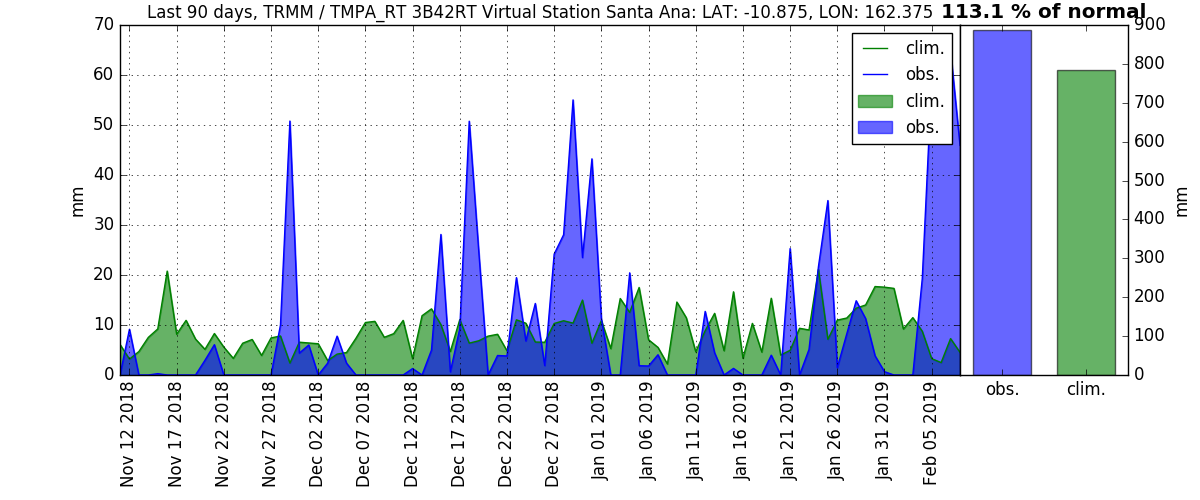 Last 90 days, TRMM / TMPA_RT 3B42RT Virtual Station Santa Ana: LAT: -10.875, LON: 162.375 113.1 % of normal
70
60
50
40
30
20
10
0
mm
clim.
obs.
clim.
obs.
900
800
700
600
500
400
300
200
100
0
mm
Nov 12 2018
Nov 17 2018
Nov 22 2018
Nov 27 2018
Dec 02 2018
Dec 07 2018
Dec 12 2018
Dec 17 2018
Dec 22 2018
Dec 27 2018
Jan 01 2019
Jan 06 2019
Jan 11 2019
Jan 16 2019
Jan 21 2019
Jan 26 2019
Jan 31 2019
Feb 05 2019
obs.
clim.